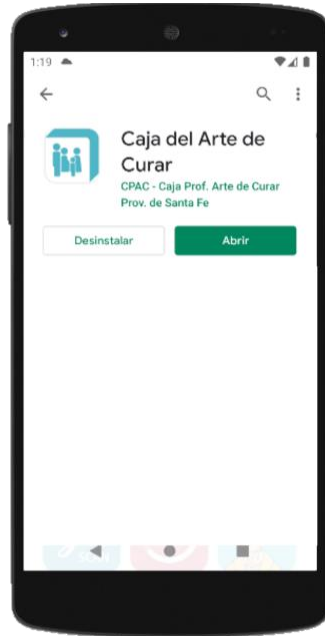 1:19
Caja del Arte de
Curar
CPAC - Caja Prof. Arte de Curar
Prov. de Santa Fe
Desinstalar
Abrir